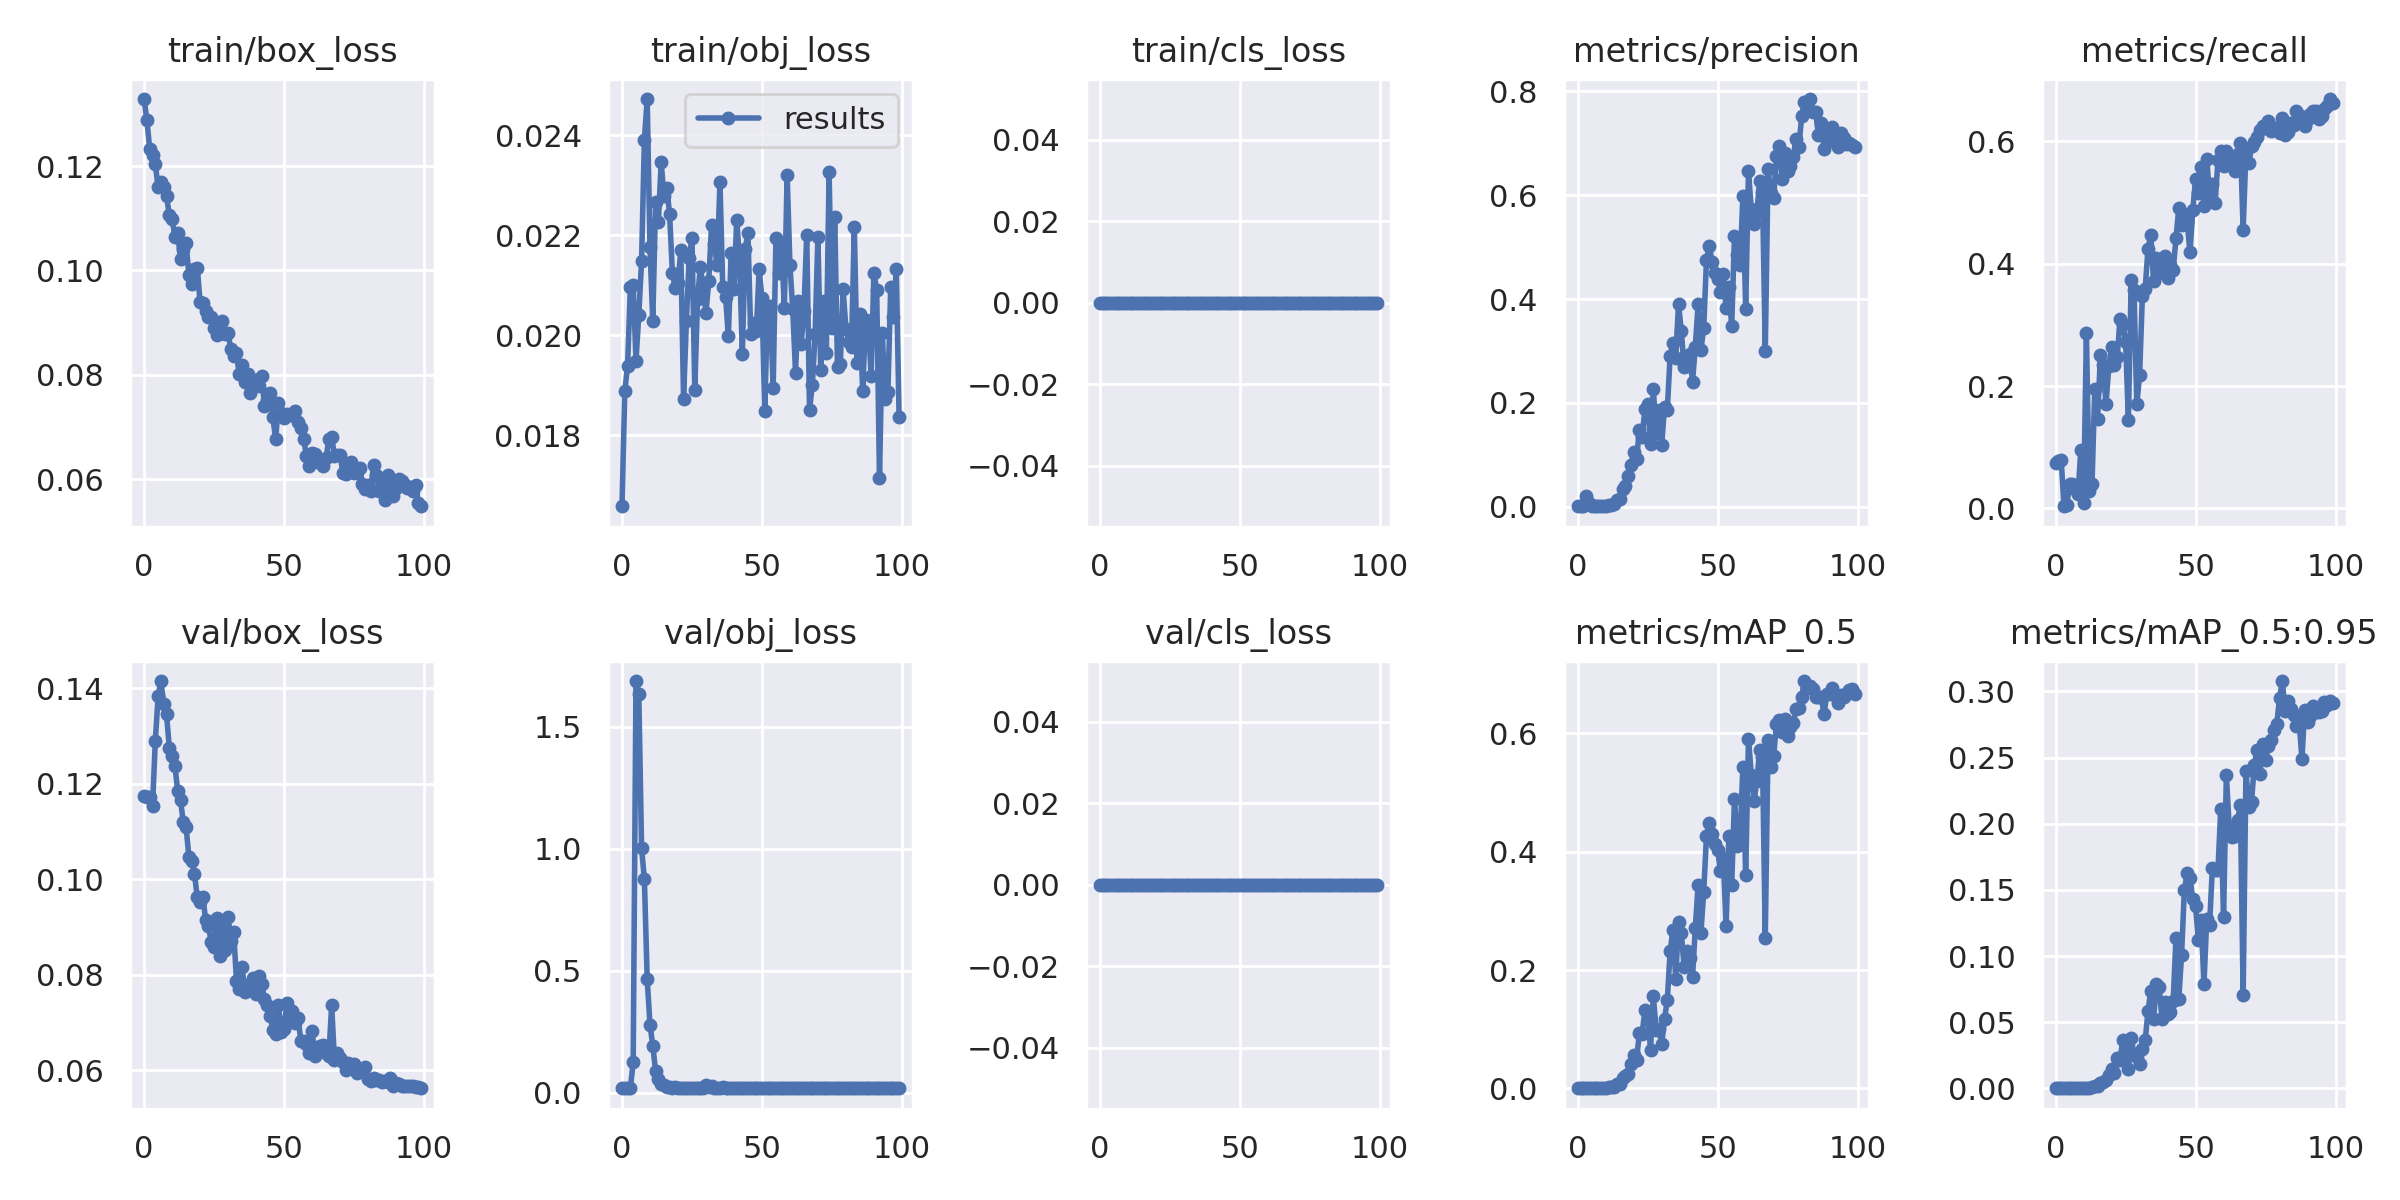 train/box_loss
train/obj_loss
train/cls_loss
metrics/precision
metrics/recall
0.12
0.10
0.08
0.06
0 50 100
results
0.024
0.022
0.020
0.018
0 50 100
0.04
0.02
0.00
−0.02
−0.04
0 50 100
0.8
0.6
0.4
0.2
0.0
0 50 100
0.6
0.4
0.2
0.0
0 50 100
val/box_loss
val/obj_loss
val/cls_loss
metrics/mAP_0.5
metrics/mAP_0.5:0.95
0.14
0.12
0.10
0.08
0.06
0 50 100
1.5
1.0
0.5
0.0
0 50 100
0.04
0.02
0.00
−0.02
−0.04
0 50 100
0.6
0.4
0.2
0.0
0 50 100
0.30
0.25
0.20
0.15
0.10
0.05
0.00
0 50 100